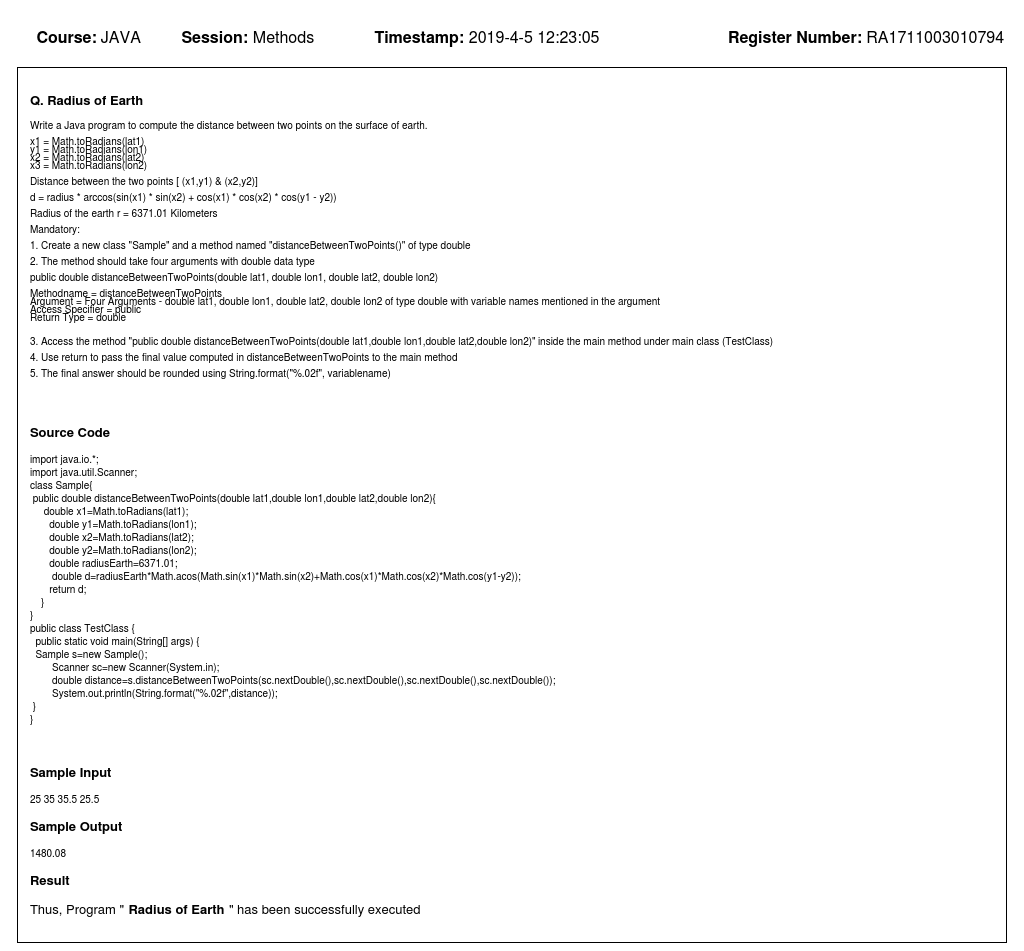 Course: JAVA Session: Methods Timestamp: 2019-4-5 12:23:05 Register Number: RA1711003010794
Q. Radius of Earth
Write a Java program to compute the distance between two points on the surface of earth.
x1 = Math.toRadians(lat1)
y1 = Math.toRadians(lon1)
x2 = Math.toRadians(lat2)
x3 = Math.toRadians(lon2)
Distance between the two points [ (x1,y1) & (x2,y2)]
d = radius * arccos(sin(x1) * sin(x2) + cos(x1) * cos(x2) * cos(y1 - y2))
Radius of the earth r = 6371.01 Kilometers
Mandatory:
1. Create a new class "Sample" and a method named "distanceBetweenTwoPoints()" of type double
2. The method should take four arguments with double data type
public double distanceBetweenTwoPoints(double lat1, double lon1, double lat2, double lon2)
Methodname = distanceBetweenTwoPoints
Argument = Four Arguments - double lat1, double lon1, double lat2, double lon2 of type double with variable names mentioned in the argument
Access Specifier = public
Return Type = double
3. Access the method "public double distanceBetweenTwoPoints(double lat1,double lon1,double lat2,double lon2)" inside the main method under main class (TestClass)
4. Use return to pass the final value computed in distanceBetweenTwoPoints to the main method
5. The final answer should be rounded using String.format("%.02f", variablename)
Source Code
import java.io.*;
import java.util.Scanner;
class Sample{
public double distanceBetweenTwoPoints(double lat1,double lon1,double lat2,double lon2){
double x1=Math.toRadians(lat1);
double y1=Math.toRadians(lon1);
double x2=Math.toRadians(lat2);
double y2=Math.toRadians(lon2);
double radiusEarth=6371.01;
double d=radiusEarth*Math.acos(Math.sin(x1)*Math.sin(x2)+Math.cos(x1)*Math.cos(x2)*Math.cos(y1-y2));
return d;
}
}
public class TestClass {
public static void main(String[] args) {
Sample s=new Sample();
Scanner sc=new Scanner(System.in);
double distance=s.distanceBetweenTwoPoints(sc.nextDouble(),sc.nextDouble(),sc.nextDouble(),sc.nextDouble());
System.out.println(String.format("%.02f",distance));
}
}
Sample Input
25 35 35.5 25.5
Sample Output
1480.08
Result
Thus, Program " Radius of Earth " has been successfully executed